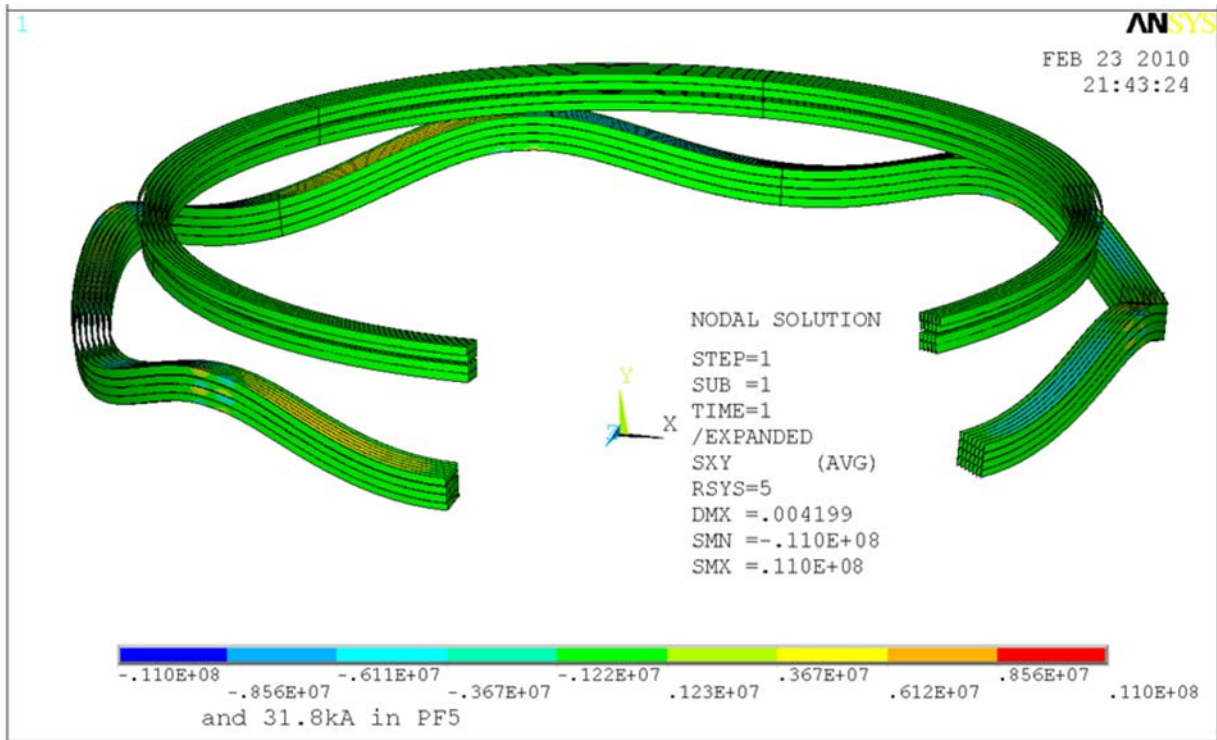 1
ANSYS
FEB 23 2010
21:43:24
NODAL SOLUTION
STEP=1
SUB =1
TIME=1
/EXPANDED
SXY (AVG)
RSYS=5
DMX =.004199
SMN =-.110E+08
SMX =.110E+08
Y
X
Z
-.110E+08 -.611E+07 -.122E+07 .367E+07 .856E+07
-.856E+07 -.367E+07 .123E+07 .612E+07 .110E+08
and 31.8kA in PF5